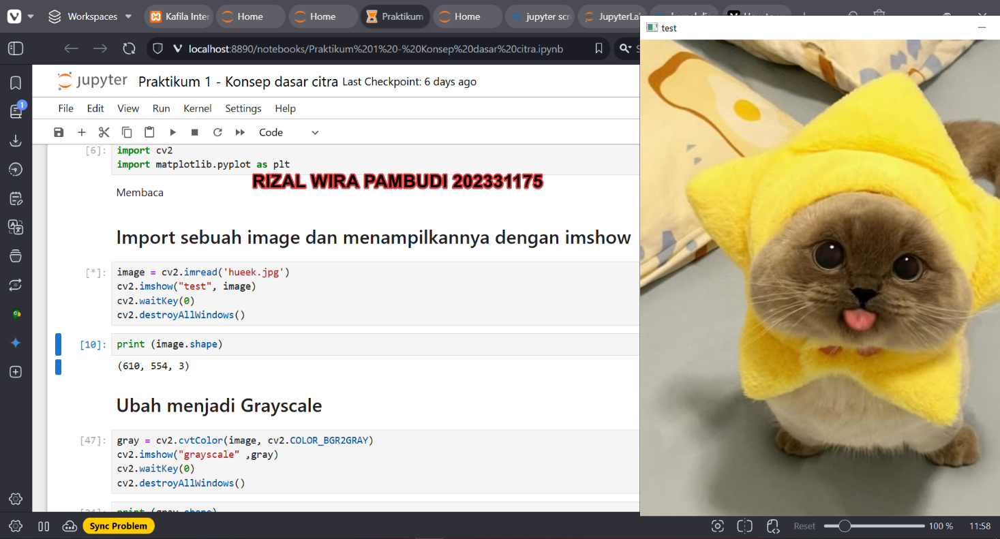 Workspaces
Kafila Inter
Home
Home
Praktikum
Home
jupyter scr
JupyterLa
localhost:8890/notebooks/Praktikum%201%20-%20Konsep%20dasar%20citra.ipynb
test
1
jupyter Praktikum 1 - Konsep dasar citra Last Checkpoint: 6 days ago
File Edit View Run Kernel Settings Help
Code
[6]: import cv2
import matplotlib.pyplot as plt
RIZAL WIRA PAMBUDI 202331175
Membaca
Import sebuah image dan menampilkannya dengan imshow
[*]: image = cv2.imread('hueek.jpg')
cv2.imshow("test", image)
cv2.waitKey(0)
cv2.destroyAllWindows()
[10]: print (image.shape)
(610, 554, 3)
Ubah menjadi Grayscale
[47]: gray = cv2.cvtColor(image, cv2.COLOR_BGR2GRAY)
cv2.imshow("grayscale" ,gray)
cv2.waitKey(0)
cv2.destroyAllWindows()
print (gray.shape)
Sync Problem
Reset
100 %
11:58